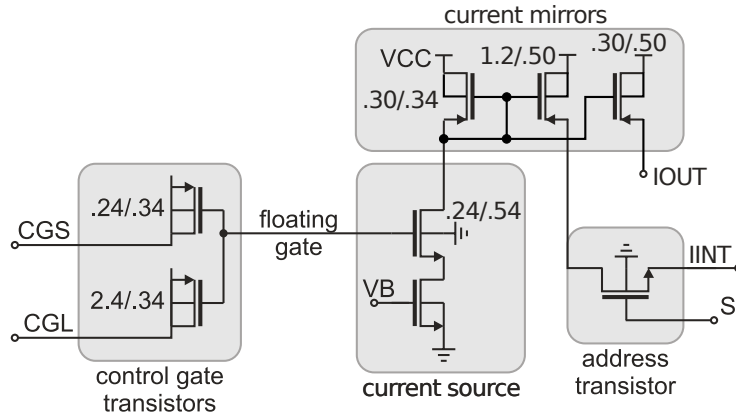 current mirrors
VCC
1.2/.50
.30/.50
.30/.34
IOUT
.24/.34
floating
gate
.24/.54
CGS
IINT
2.4/.34
VB
S
CGL
control gate
transistors
current source
address
transistor